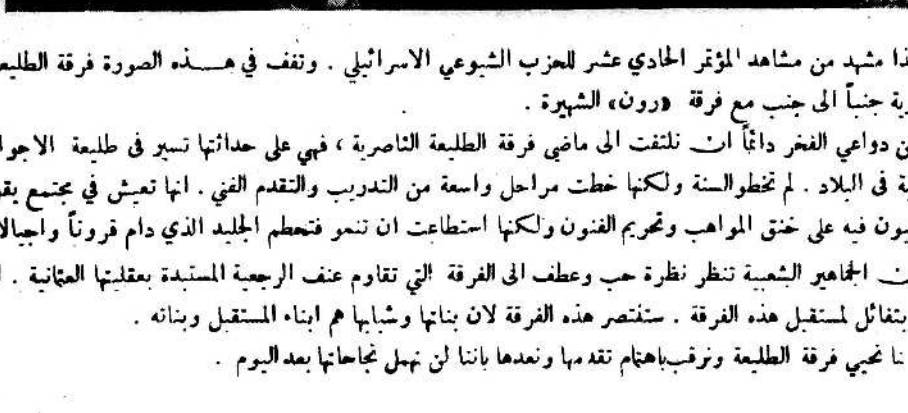 ذا مشهد من مشاهد المؤتمر الحادي عشر للحزب الشيوعي الاسرائيلي . وتقف في هـــذه الصورة فرقة الطليعـ
رية جنباً الى جنب مع فرقة «رون» الشهيرة .
ن دواعي الفخر دائماً ان نلتفت الى ماضي فرقة الطليعة الناصرية ، فهي على حداثتها تسير في طليعة الاجوا
ية في البلاد . لم تخطو السنة ولكنها خطت مراحل واسعة من التدريب والتقدم الفني . انها تعيش في مجتمع يقو
يون فيه على خنق المواهب وتحريم الفنون ولكنها استطاعت ان تنمو فتحطم الجليد الذي دام قروناً واجيالا
ن الجماهير الشعبية تنظر نظرة حب وعطف الى الفرقة التي تقاوم عنف الرجعية المستبدة بعقليتها العثمانية . ا
بتفائل لمستقبل هذه الفرقة . ستنتصر هذه الفرقة لان بناتها وشبابها هم ابناء المستقبل وبناته .
نا نحيي فرقة الطليعة ونرقب باهتمام تقدمها ونعدها باننا لن نهمل نجاحاتها بعد اليوم .